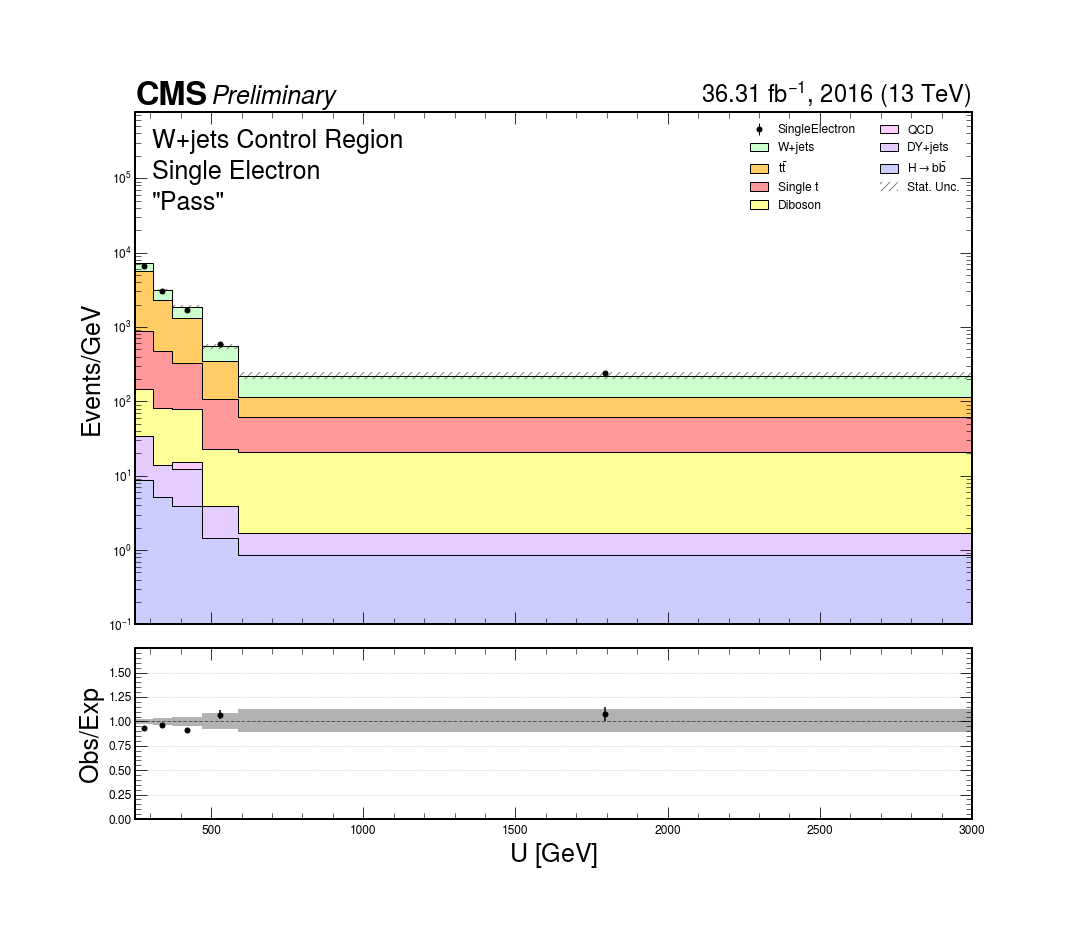 CMS Preliminary
36.31 fb⁻¹, 2016 (13 TeV)
W+jets Control Region
Single Electron
"Pass"
SingleElectron
W+jets
tt̄
Single t
Diboson
QCD
DY+jets
H→bb̄
Stat. Unc.
Events/GeV
10⁵
10⁴
10³
10²
10¹
10⁰
10⁻¹
Obs/Exp
1.50
1.25
1.00
0.75
0.50
0.25
0.00
500 1000 1500 2000 2500 3000
U [GeV]